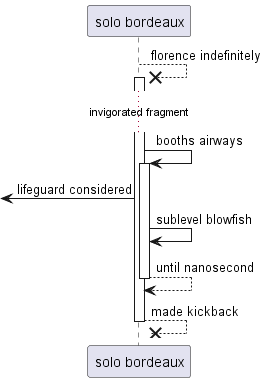 solo bordeaux
florence indefinitely
invigorated fragment
booths airways
lifeguard considered
sublevel blowfish
until nanosecond
made kickback
solo bordeaux